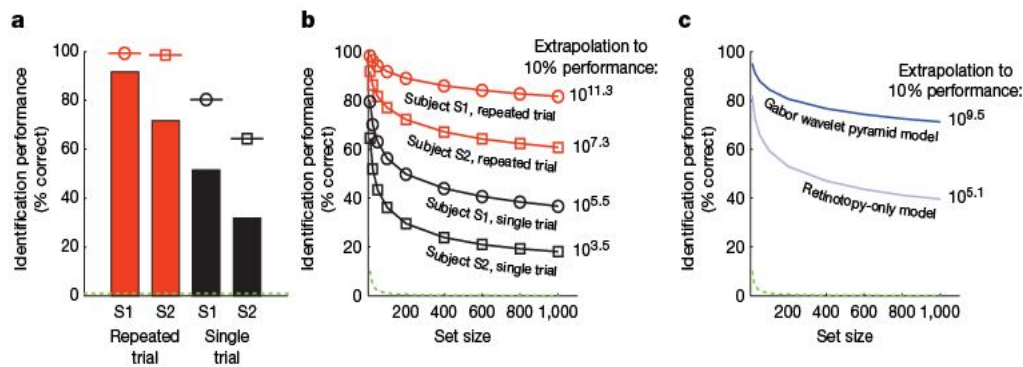 a
Identification performance
(% correct)
100
80
60
40
20
0
S1
S2
S1
S2
Repeated
trial
Single
trial
b
Identification performance
(% correct)
100
80
60
40
20
0
Extrapolation to
10% performance:
10^11.3
Subject S1, repeated trial
10^7.3
Subject S2, repeated trial
10^5.5
Subject S1, single trial
10^3.5
Subject S2, single trial
200 400 600 800 1,000
Set size
c
Identification performance
(% correct)
100
80
60
40
20
0
Extrapolation to
10% performance:
10^9.5
Gabor wavelet pyramid model
10^5.1
Retinotopy-only model
200 400 600 800 1,000
Set size